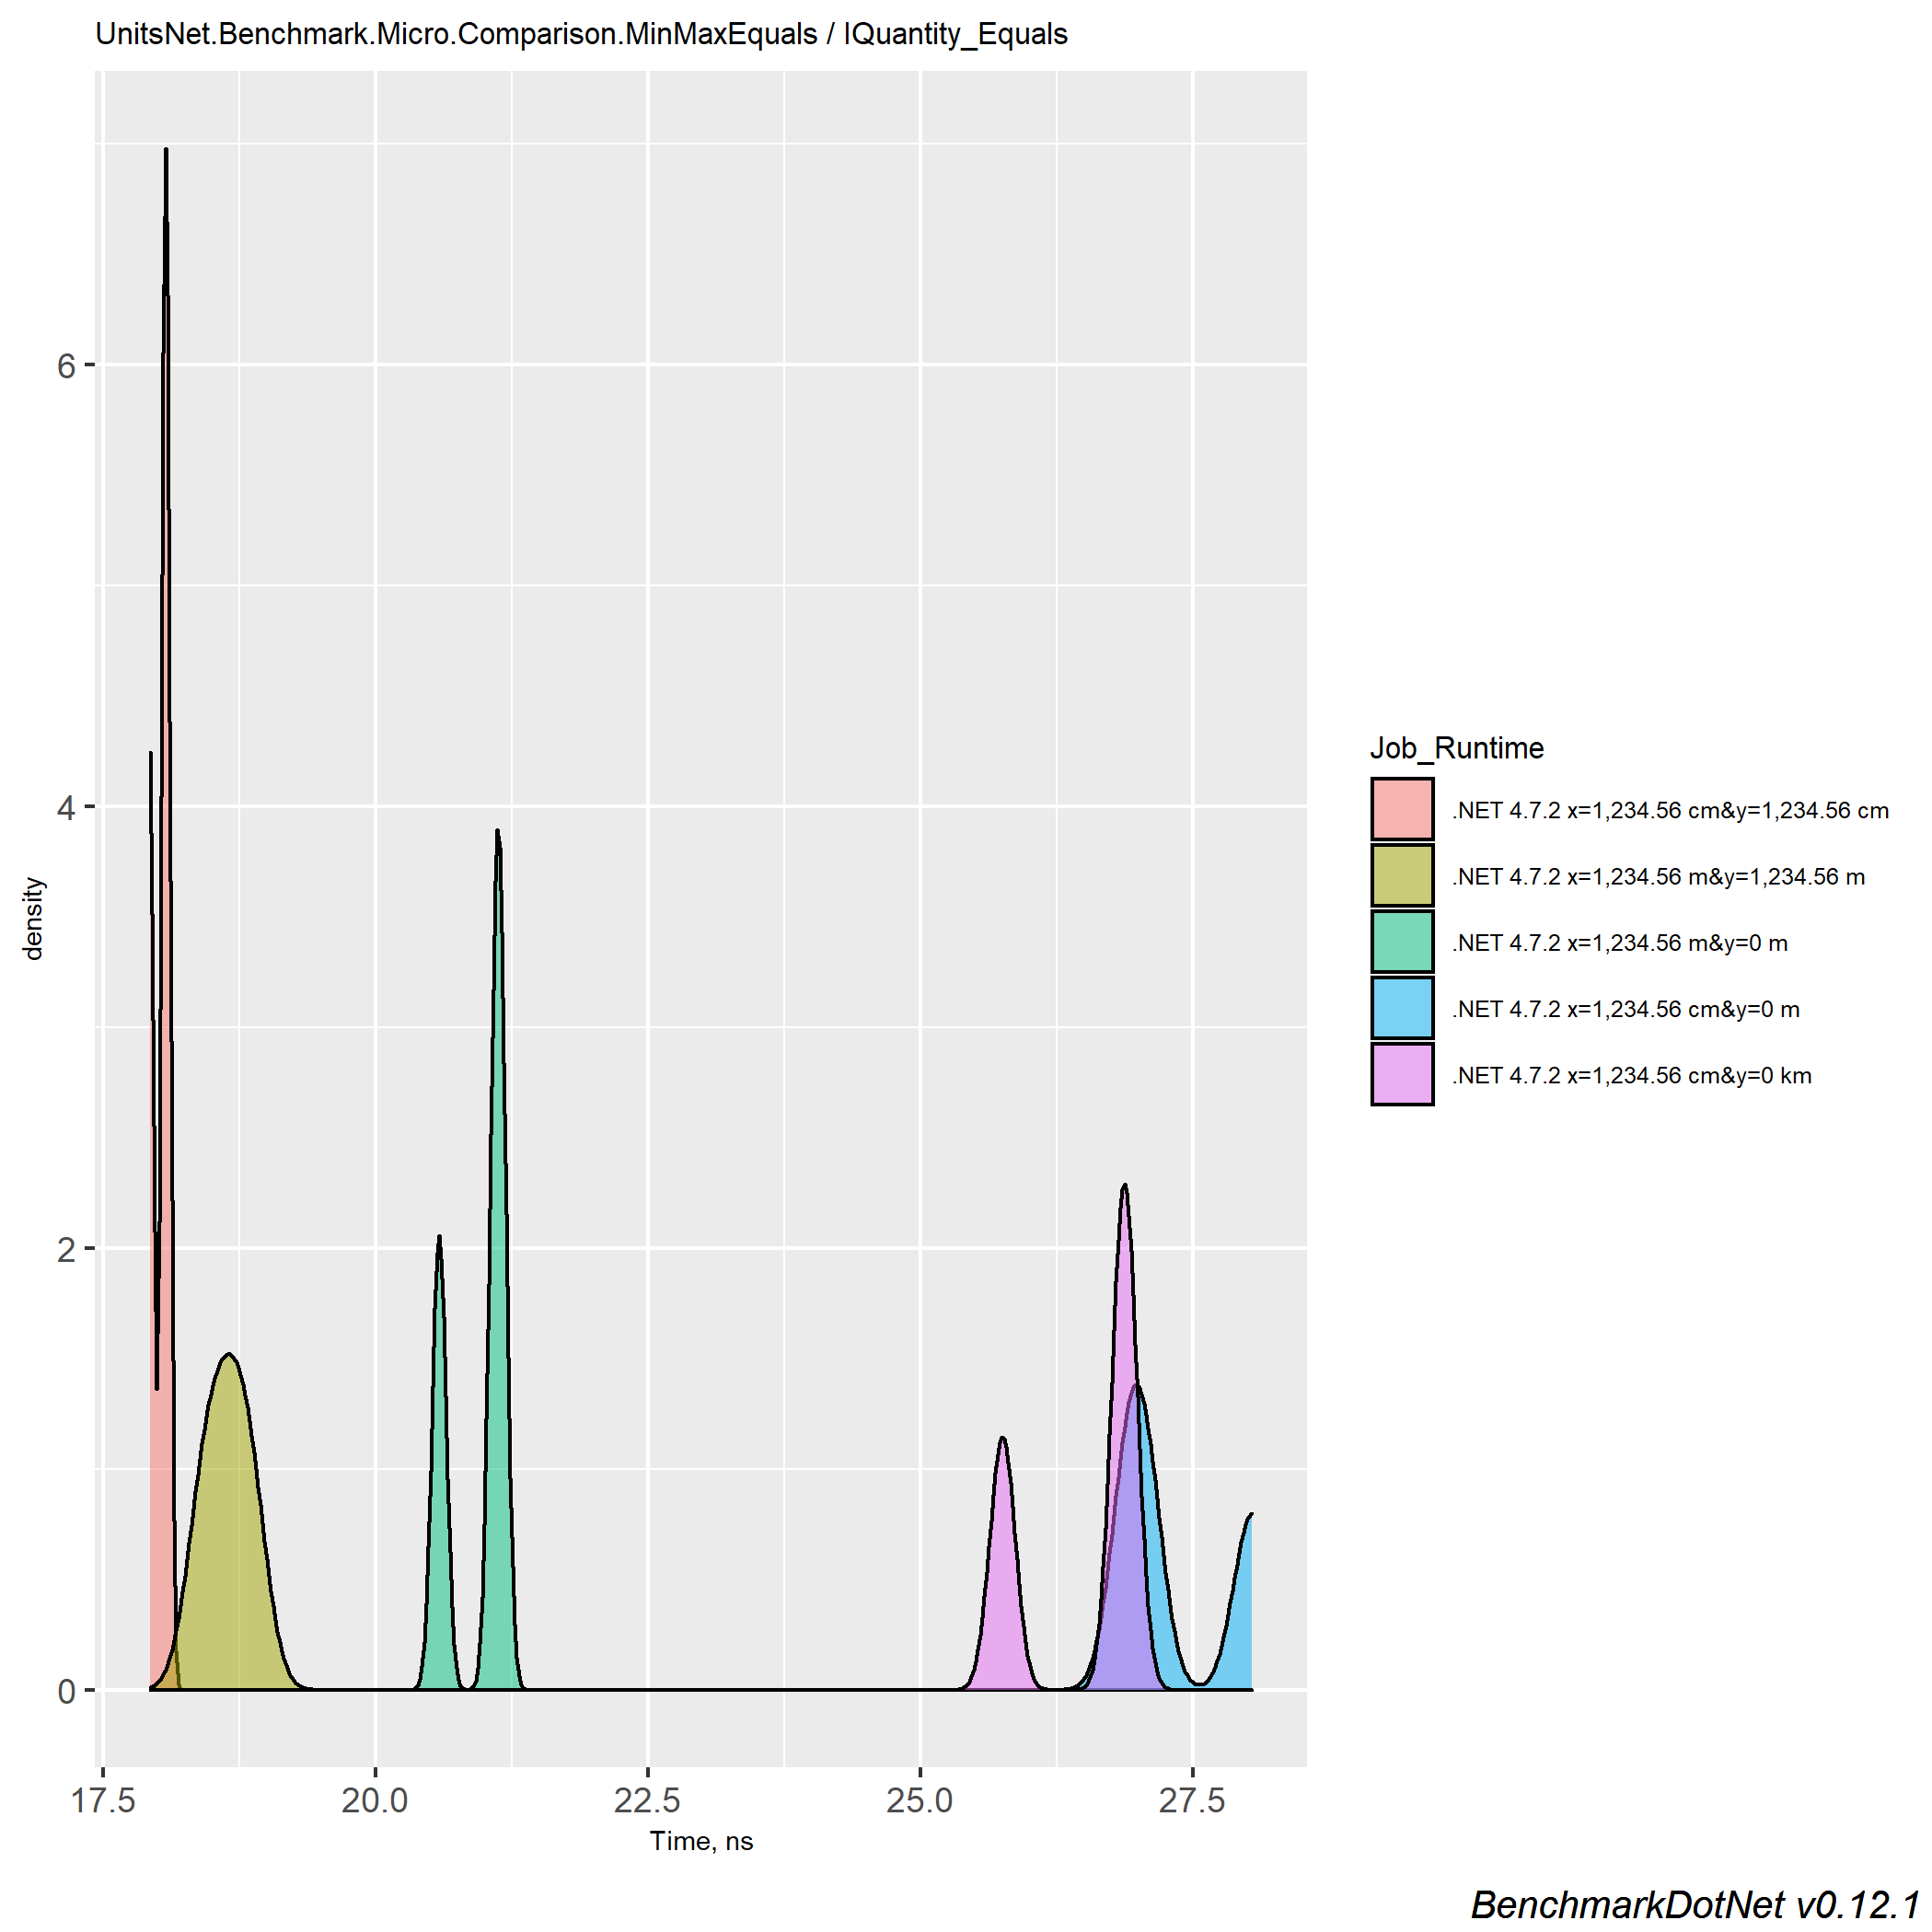 UnitsNet.Benchmark.Micro.Comparison.MinMaxEquals / IQuantity_Equals
6
4
2
0
density
17.5 20.0 22.5 25.0 27.5
Time, ns
Job_Runtime
.NET 4.7.2 x=1,234.56 cm&y=1,234.56 cm
.NET 4.7.2 x=1,234.56 m&y=1,234.56 m
.NET 4.7.2 x=1,234.56 m&y=0 m
.NET 4.7.2 x=1,234.56 cm&y=0 m
.NET 4.7.2 x=1,234.56 cm&y=0 km
BenchmarkDotNet v0.12.1